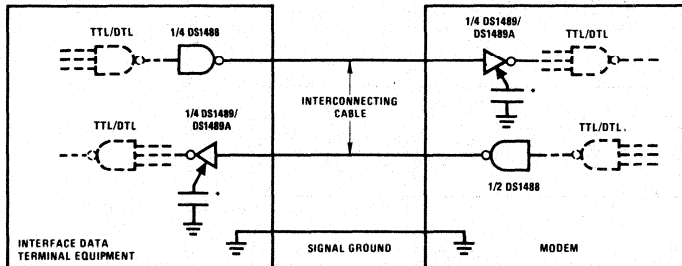 TTL/DTL
1/4 DS1488
1/4 DS1489/
DS1489A
TTL/DTL
INTERCONNECTING
CABLE
TTL/DTL
1/4 DS1489/
DS1489A
TTL/DTL.
1/2 DS1488
INTERFACE DATA
TERMINAL EQUIPMENT
SIGNAL GROUND
MODEM